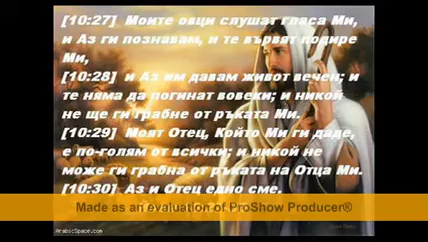 [10:27] Моите овци слушат гласа Ми,
и Аз ги познавам, и те вървят подире
Ми,
[10:28] и Аз им давам живот вечен; и
те няма да погинат вовеки; и никой
не ще ги грабне от ръката Ми.
[10:29] Моят Отец, Който Ми ги даде,
е по-голям от всички; и никой не
може ги грабна от ръката на Отца Ми.
[10:30] Аз и Отец едно сме.
Made as an evaluation of ProShow Producer®
ArabicSpace.com